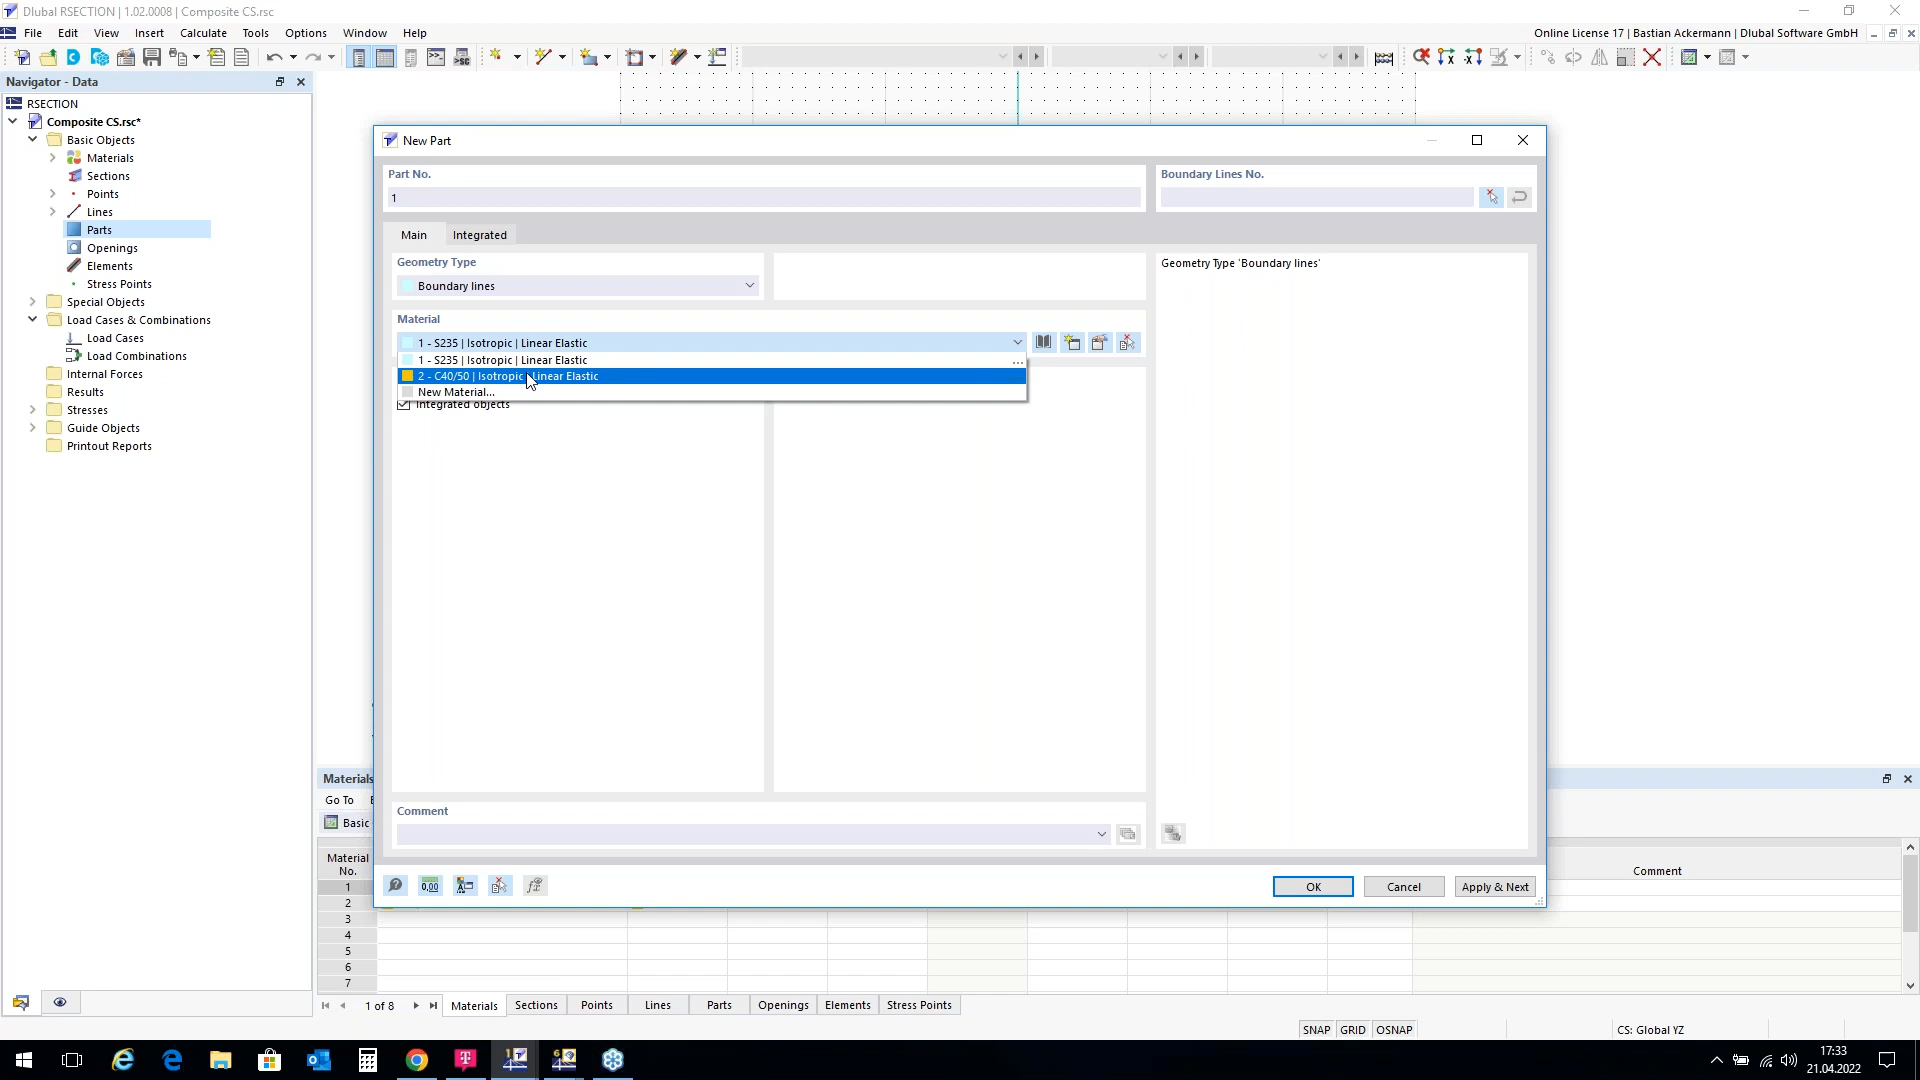 Dlubal RSECTION | 1.02.0008 | Composite CS.rsc
File Edit View Insert Calculate Tools Options Window Help
Online License 17 | Bastian Ackermann | Dlubal Software GmbH
Navigator - Data
RSECTION
Composite CS.rsc*
Basic Objects
Materials
Sections
Points
Lines
Parts
Openings
Elements
Stress Points
Special Objects
Load Cases & Combinations
Load Cases
Load Combinations
Internal Forces
Results
Stresses
Guide Objects
Printout Reports
New Part
Part No.
1
Boundary Lines No.
Main Integrated
Geometry Type
Boundary lines
Geometry Type 'Boundary lines'
Material
1 - S235 | Isotropic | Linear Elastic
1 - S235 | Isotropic | Linear Elastic
2 - C40/50 | Isotropic | Linear Elastic
New Material...
Integrated objects
Comment
OK Cancel Apply & Next
Materials
Go To
Basic
Material
No.
Comment
1
2
3
4
5
6
7
1 of 8 Materials Sections Points Lines Parts Openings Elements Stress Points
SNAP GRID OSNAP CS: Global YZ
17:33
21.04.2022